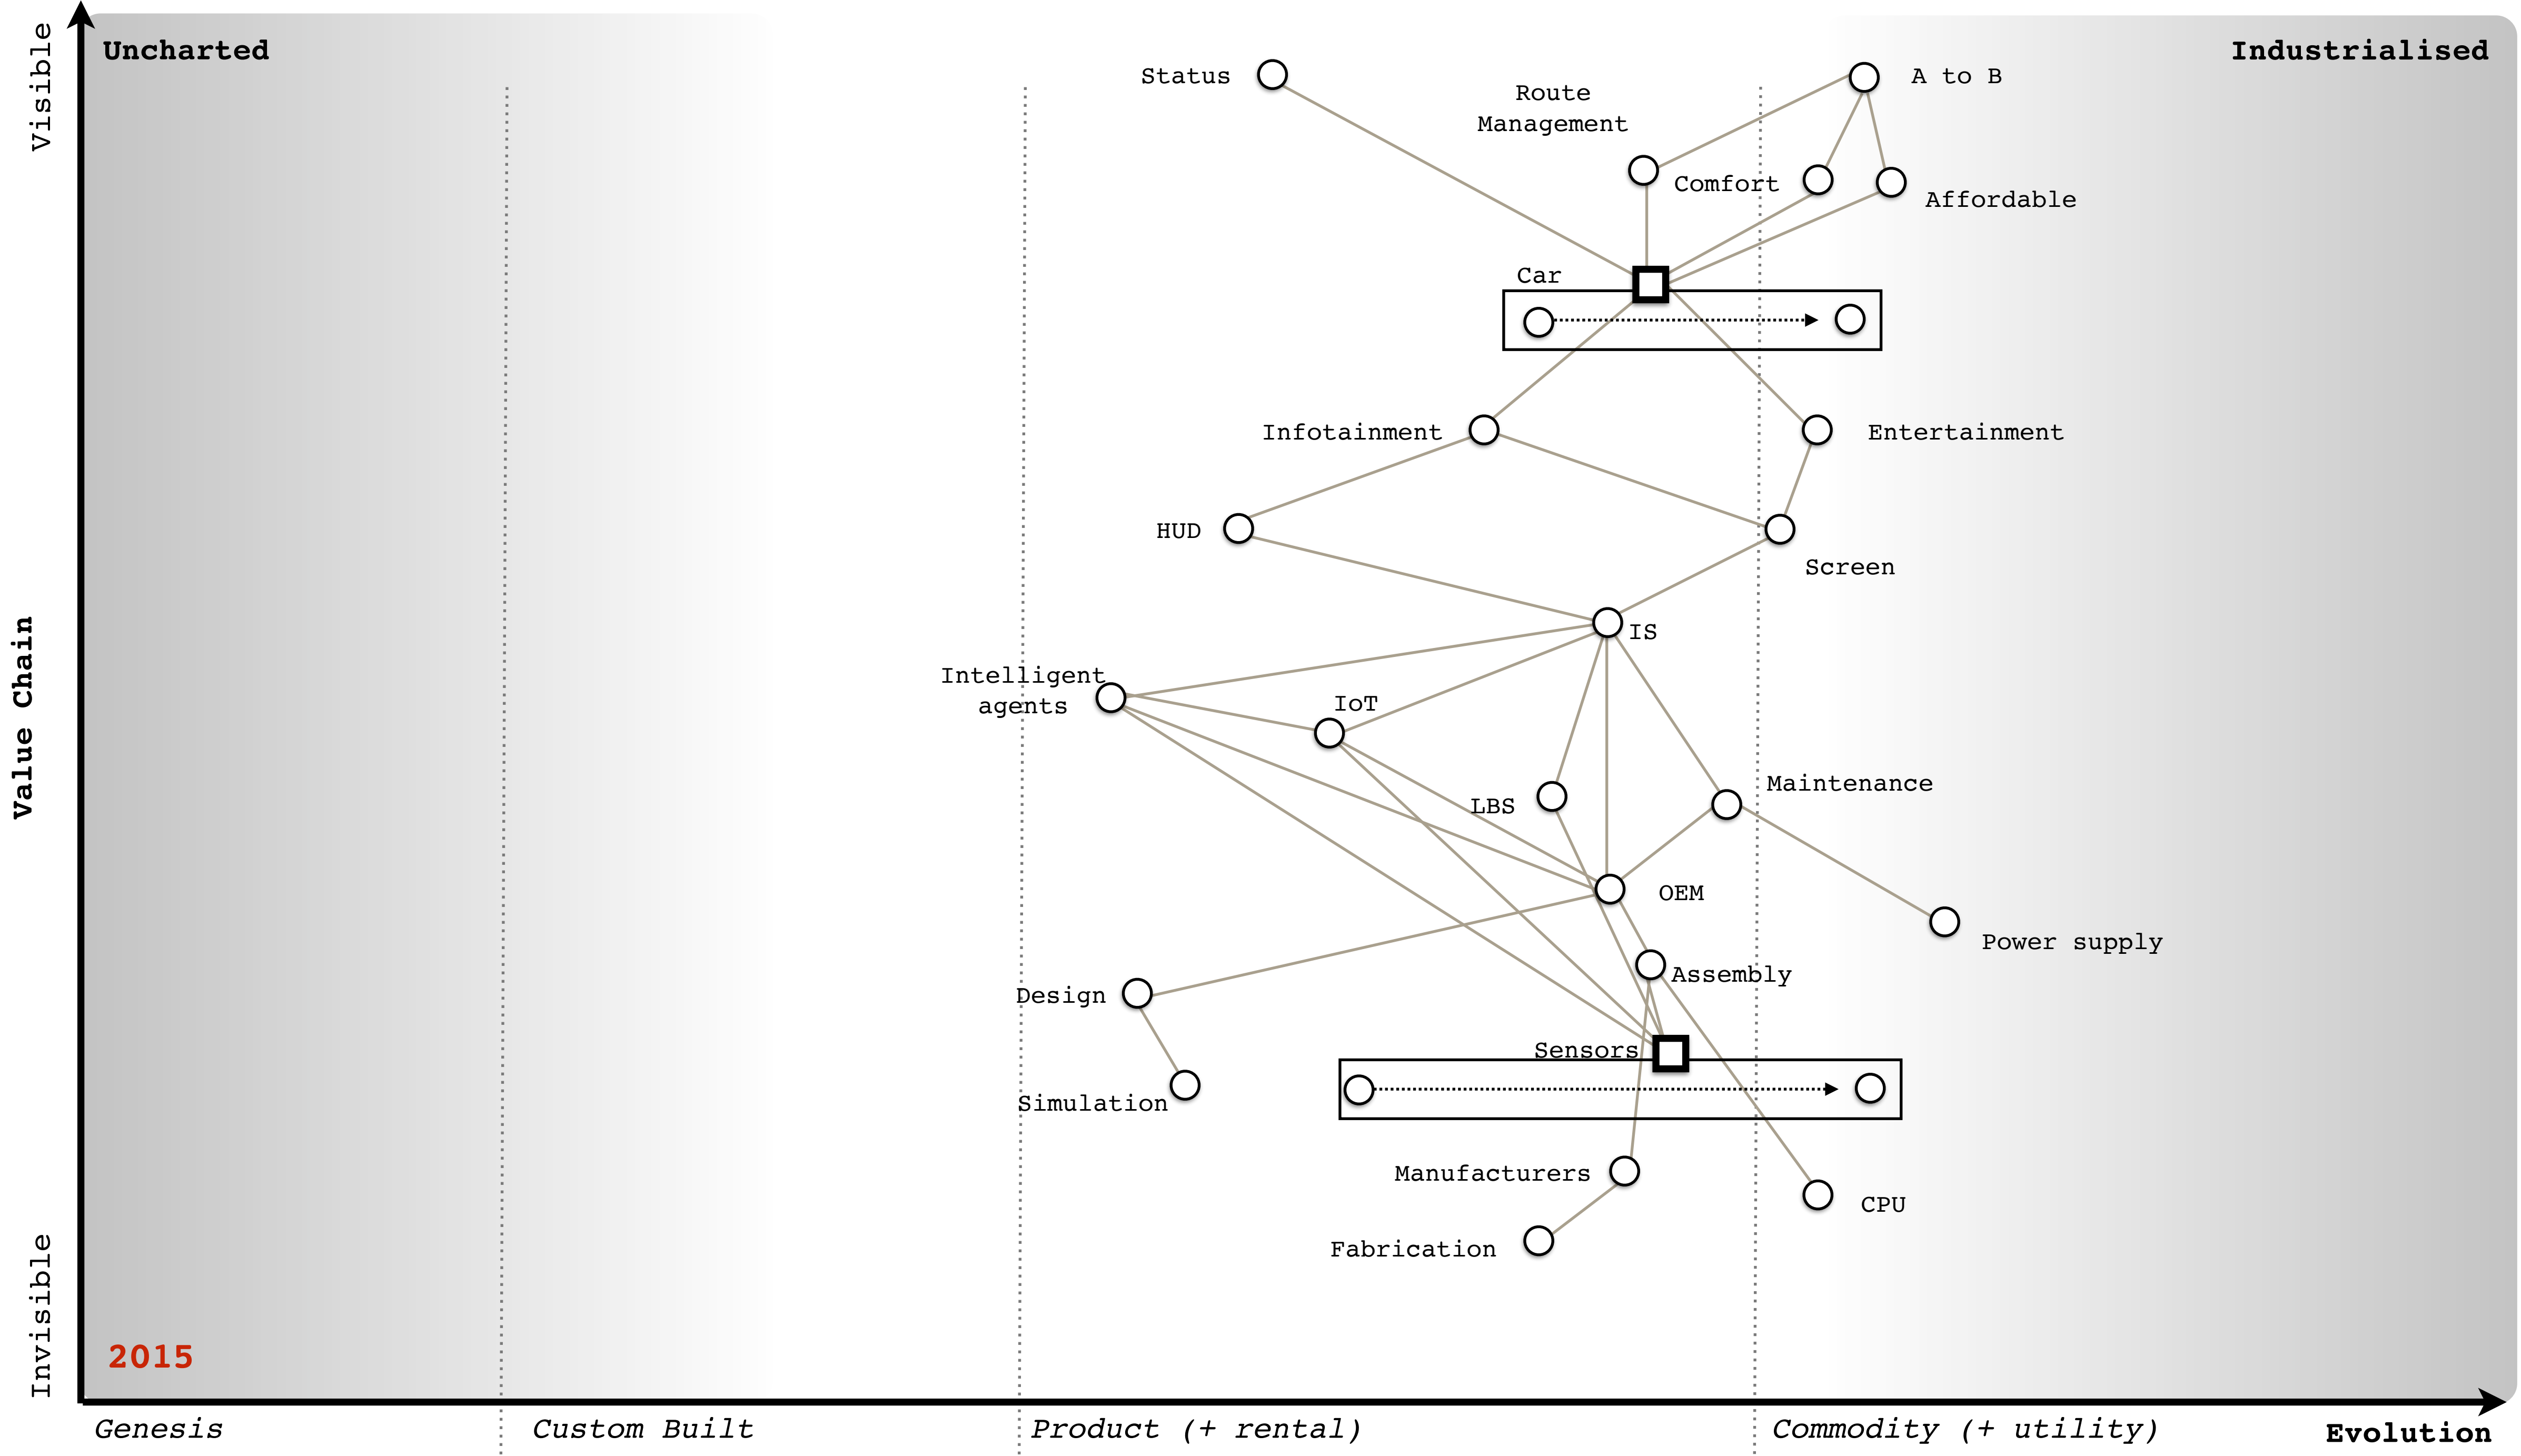 Visible
Uncharted
Industrialised
Status
Route
Management
A to B
Comfort
Affordable
Car
Infotainment
Entertainment
HUD
Screen
Value Chain
IS
Intelligent
agents
IoT
LBS
Maintenance
OEM
Power supply
Design
Assembly
Sensors
Simulation
Manufacturers
CPU
Fabrication
Invisible
2015
Genesis
Custom Built
Product (+ rental)
Commodity (+ utility)
Evolution